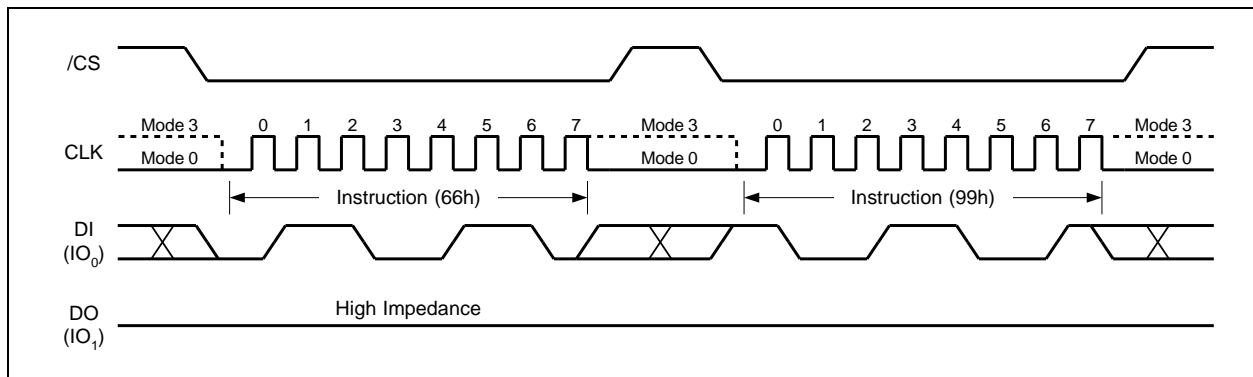 /CS
Mode 3 0 1 2 3 4 5 6 7 Mode 3 0 1 2 3 4 5 6 7 Mode 3
CLK Mode 0 Mode 0 Mode 0
Instruction (66h) Instruction (99h)
DI
(IO0)
High Impedance
DO
(IO1)